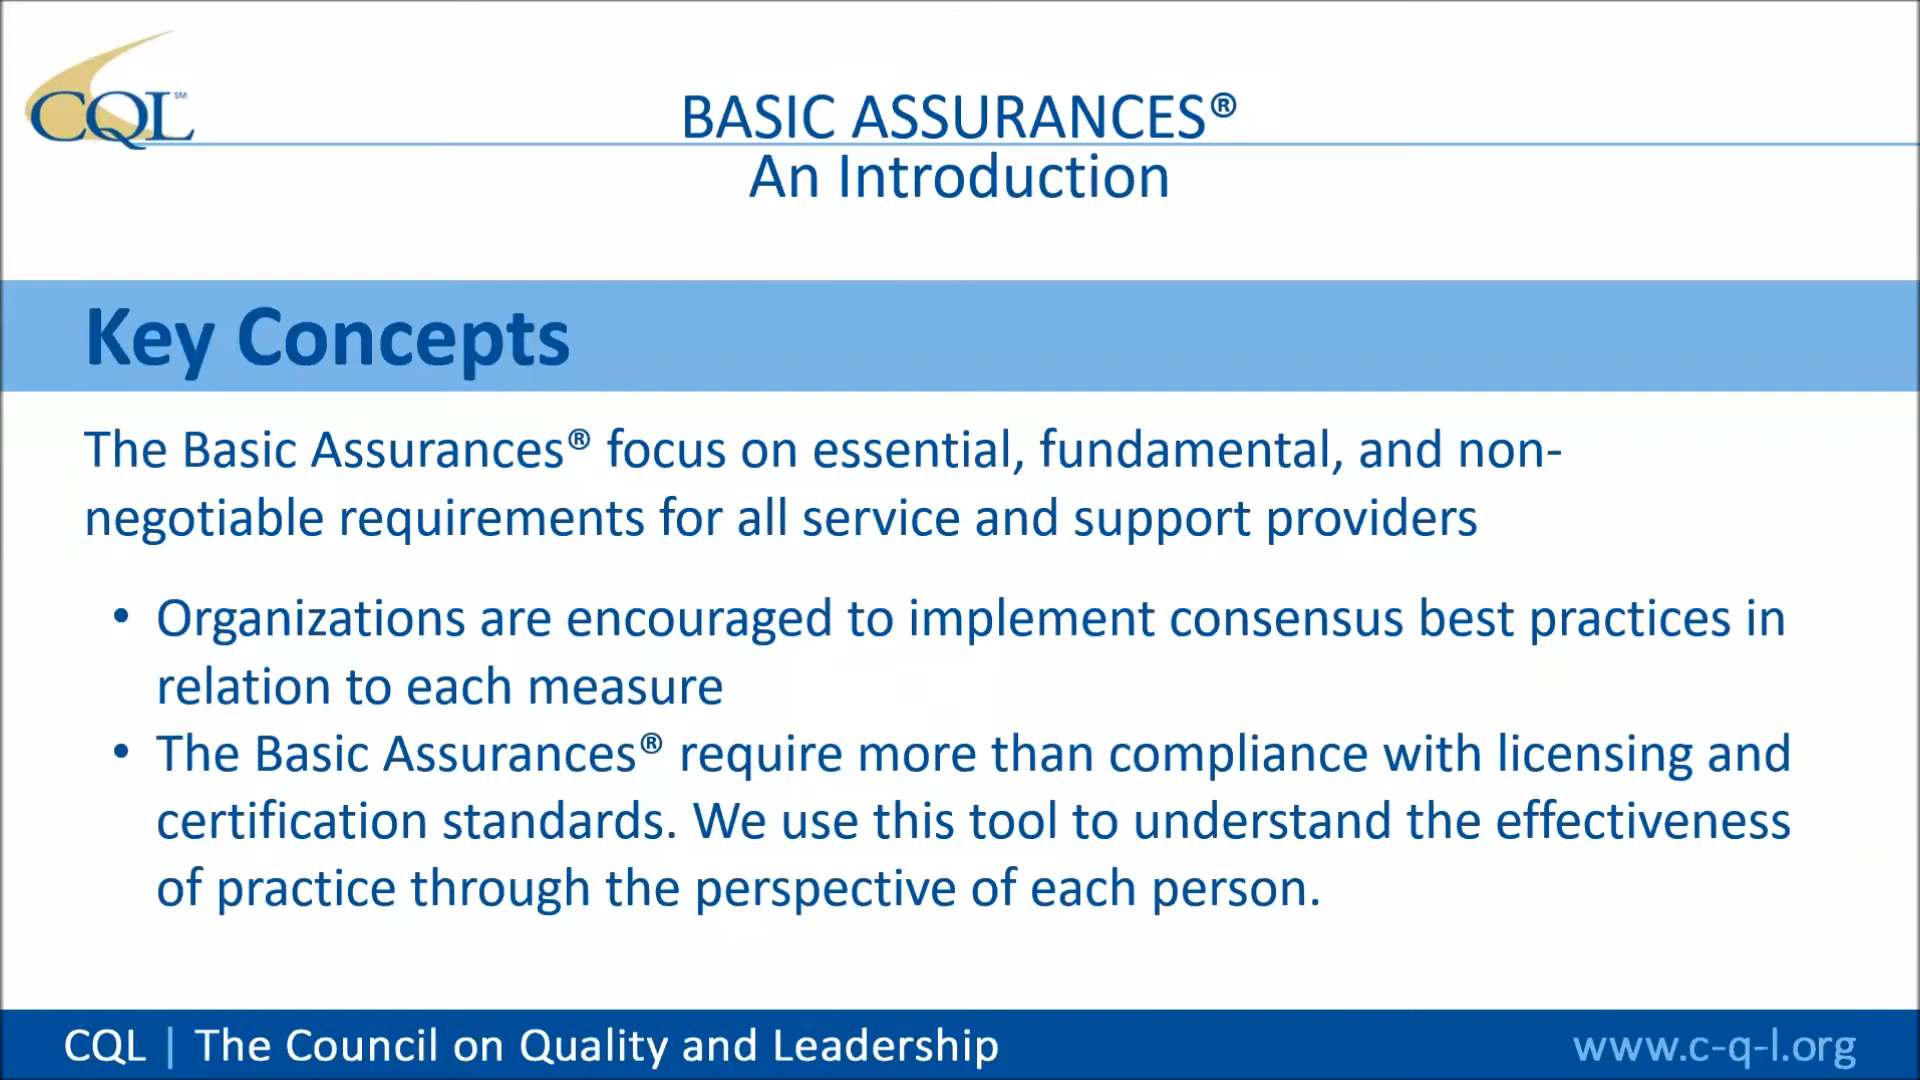 CQL℠
BASIC ASSURANCES®
An Introduction
Key Concepts
The Basic Assurances® focus on essential, fundamental, and non-
negotiable requirements for all service and support providers
• Organizations are encouraged to implement consensus best practices in
relation to each measure
• The Basic Assurances® require more than compliance with licensing and
certification standards. We use this tool to understand the effectiveness
of practice through the perspective of each person.
CQL | The Council on Quality and Leadership
www.c-q-l.org